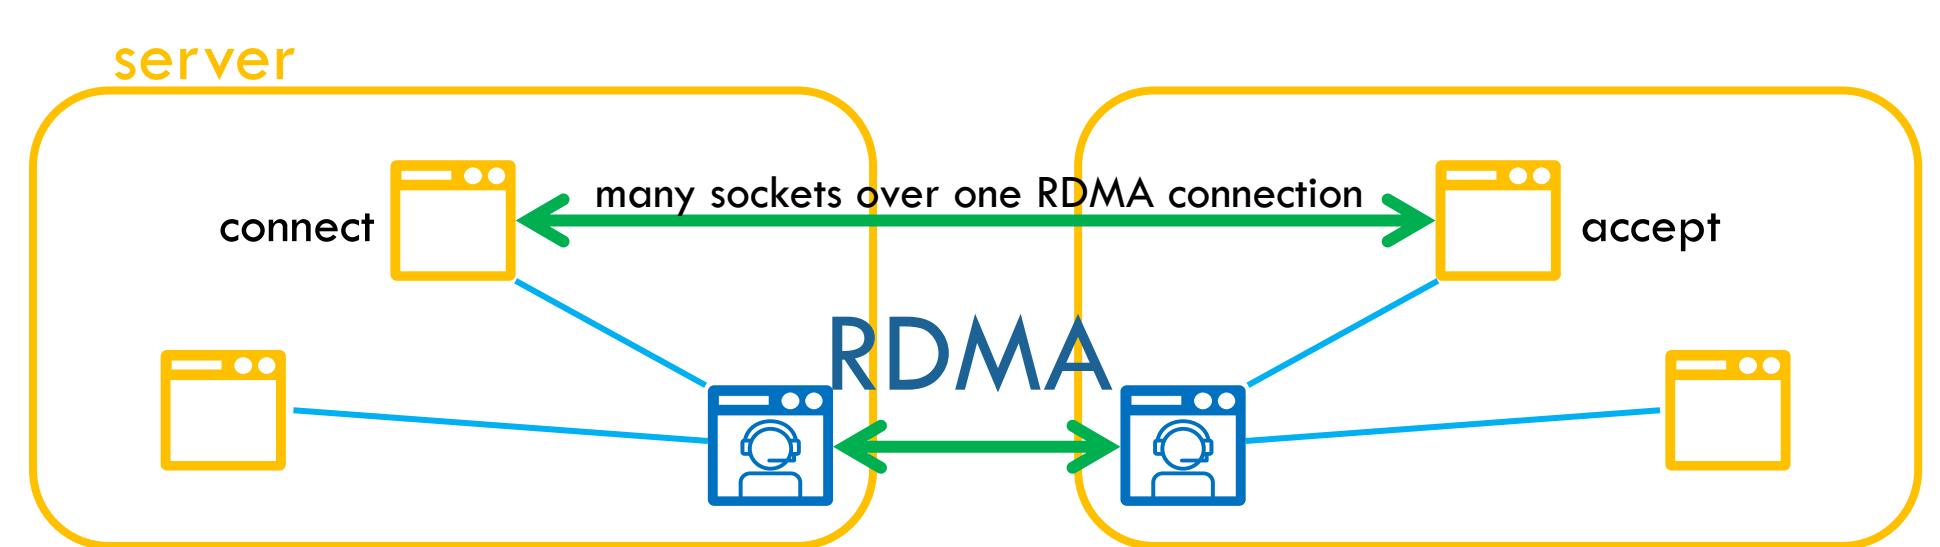 server
many sockets over one RDMA connection
connect
accept
RDMA